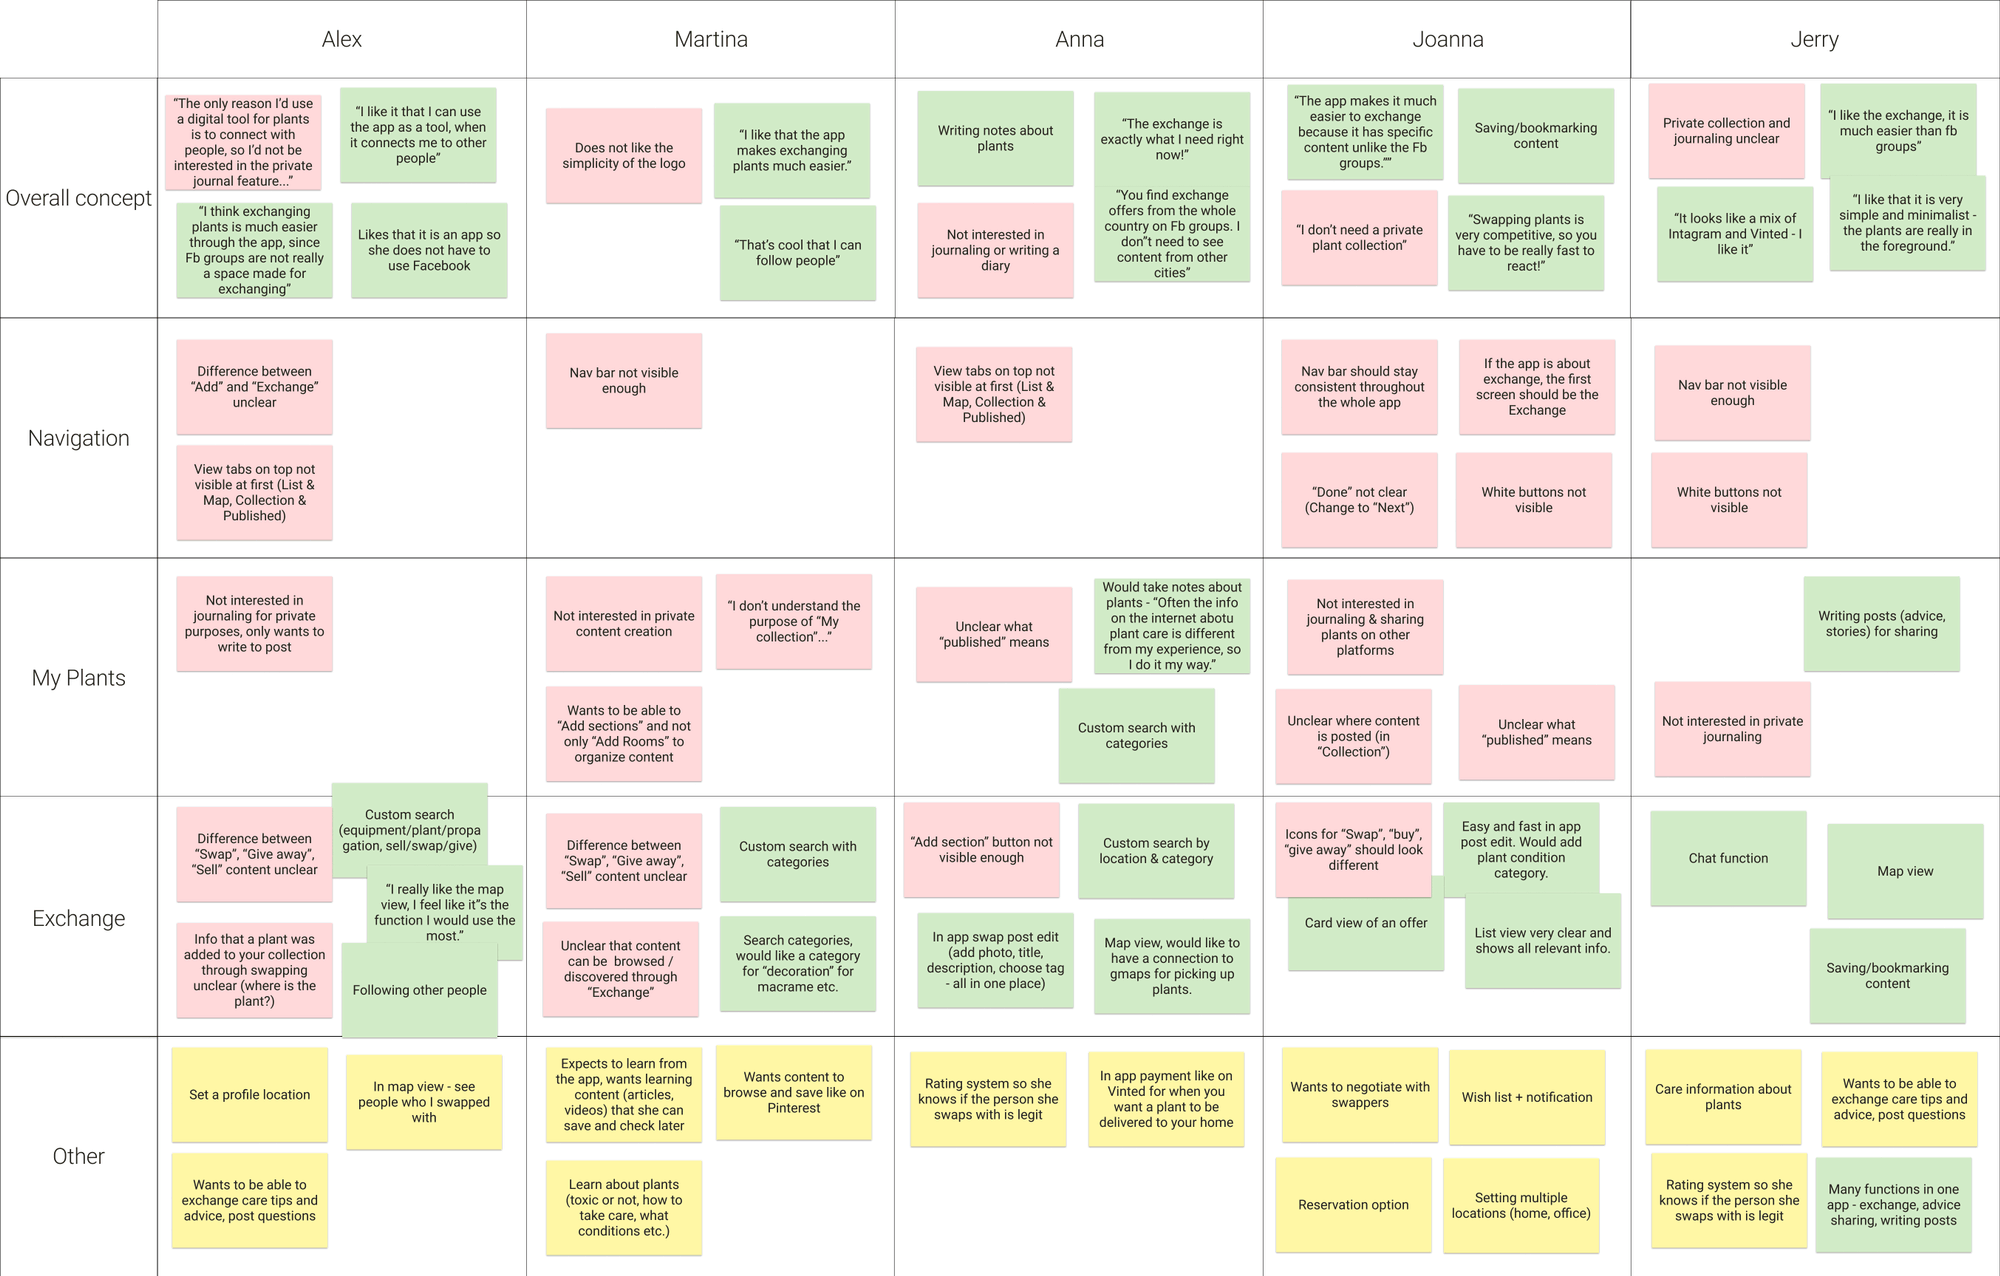 Alex
Martina
Anna
Joanna
Jerry
Overall concept
“The only reason I’d use
a digital tool for plants
is to connect with
people, so I’d not be
interested in the private
journal feature...”
“I like it that I can use
the app as a tool, when
it connects me to other
people”
“I think exchanging
plants is much easier
through the app, since
Fb groups are not really
a space made for
exchanging”
Likes that it is an app so
she does not have to
use Facebook
Does not like the
simplicity of the logo
“I like that the app
makes exchanging
plants much easier.”
“That’s cool that I can
follow people”
Writing notes about
plants
“The exchange is
exactly what I need right
now!”
Not interested in
journaling or writing a
diary
“You find exchange
offers from the whole
country on Fb groups. I
don”t need to see
content from other
cities”
“The app makes it much
easier to exchange
because it has specific
content unlike the Fb
groups.””
Saving/bookmarking
content
“I don’t need a private
plant collection”
“Swapping plants is
very competitive, so you
have to be really fast to
react!”
Private collection and
journaling unclear
“I like the exchange, it is
much easier than fb
groups”
“It looks like a mix of
Intagram and Vinted - I
like it”
“I like that it is very
simple and minimalist -
the plants are really in
the foreground.”
Navigation
Difference between
“Add” and “Exchange”
unclear
View tabs on top not
visible at first (List &
Map, Collection &
Published)
Nav bar not visible
enough
View tabs on top not
visible at first (List &
Map, Collection &
Published)
Nav bar should stay
consistent throughout
the whole app
If the app is about
exchange, the first
screen should be the
Exchange
“Done” not clear
(Change to “Next”)
White buttons not
visible
Nav bar not visible
enough
White buttons not
visible
My Plants
Not interested in
journaling for private
purposes, only wants to
write to post
Not interested in private
content creation
“I don’t understand the
purpose of “My
collection”...”
Wants to be able to
“Add sections” and not
only “Add Rooms” to
organize content
Unclear what
“published” means
Would take notes about
plants - “Often the info
on the internet abotu
plant care is different
from my experience, so
I do it my way.”
Custom search with
categories
Not interested in
journaling & sharing
plants on other
platforms
Unclear where content
is posted (in
“Collection”)
Unclear what
“published” means
Writing posts (advice,
stories) for sharing
Not interested in private
journaling
Exchange
Difference between
“Swap”, “Give away”,
“Sell” content unclear
Custom search
(equipment/plant/propa
gation, sell/swap/give)
“I really like the map
view, I feel like it”s the
function I would use the
most.”
Info that a plant was
added to your collection
through swapping
unclear (where is the
plant?)
Following other people
Difference between
“Swap”, “Give away”,
“Sell” content unclear
Custom search with
categories
Unclear that content
can be browsed /
discovered through
“Exchange”
Search categories,
would like a category
for “decoration” for
macrame etc.
“Add section” button not
visible enough
Custom search by
location & category
In app swap post edit
(add photo, title,
description, choose tag
- all in one place)
Map view, would like to
have a connection to
gmaps for picking up
plants.
Icons for “Swap”, “buy”,
“give away” should look
different
Easy and fast in app
post edit. Would add
plant condition
category.
Card view of an offer
List view very clear and
shows all relevant info.
Chat function
Map view
Saving/bookmarking
content
Other
Set a profile location
In map view - see
people who I swapped
with
Wants to be able to
exchange care tips and
advice, post questions
Expects to learn from
the app, wants learning
content (articles,
videos) that she can
save and check later
Wants content to
browse and save like on
Pinterest
Learn about plants
(toxic or not, how to
take care, what
conditions etc.)
Rating system so she
knows if the person she
swaps with is legit
In app payment like on
Vinted for when you
want a plant to be
delivered to your home
Wants to negotiate with
swappers
Wish list + notification
Reservation option
Setting multiple
locations (home, office)
Care information about
plants
Wants to be able to
exchange care tips and
advice, post questions
Rating system so she
knows if the person she
swaps with is legit
Many functions in one
app - exchange, advice
sharing, writing posts